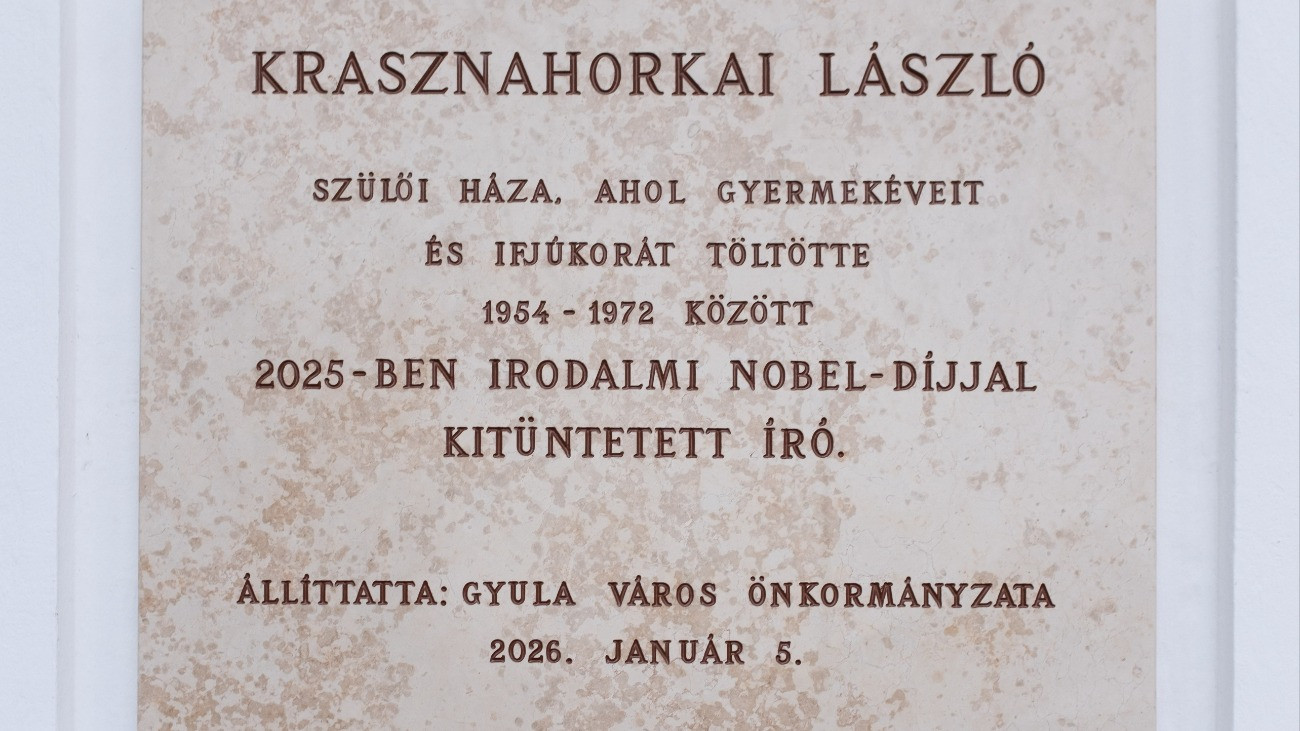 KRASZNAHORKAI LÁSZLÓ
SZÜLŐI HÁZA, AHOL GYERMEKÉVEIT
ÉS IFJÚKORÁT TÖLTÖTTE
1954 - 1972 KÖZÖTT
2025-BEN IRODALMI NOBEL-DÍJJAL
KITÜNTETETT ÍRÓ.
ÁLLÍTTATTA: GYULA VÁROS ÖNKORMÁNYZATA
2026. JANUÁR 5.